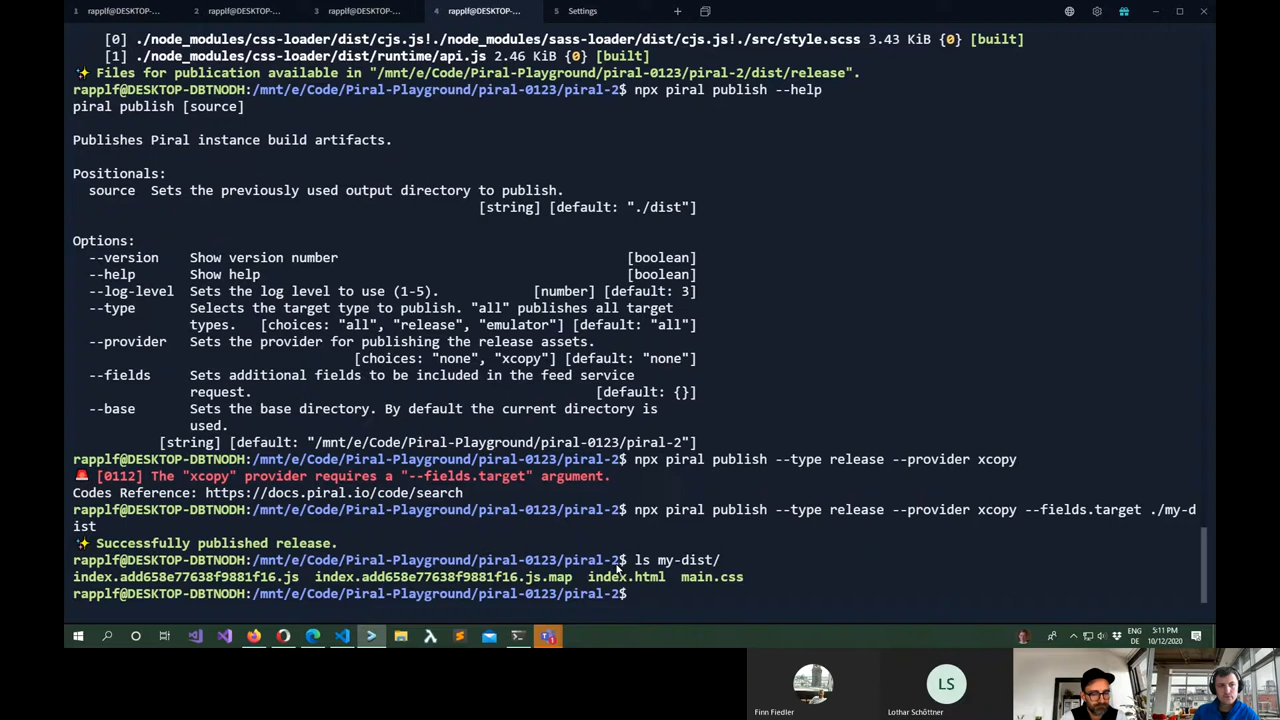 1 rapplf@DESKTOP-DB... 2 rapplf@DESKTOP-DB... 3 rapplf@DESKTOP-DB... 4 rapplf@DESKTOP-DB... 5 Settings
[0] ./node_modules/css-loader/dist/cjs.js!./node_modules/sass-loader/dist/cjs.js!./src/style.scss 3.43 KiB {0} [built]
[1] ./node_modules/css-loader/dist/runtime/api.js 2.46 KiB {0} [built]
✨ Files for publication available in "/mnt/e/Code/Piral-Playground/piral-0123/piral-2/dist/release".
rapplf@DESKTOP-DBTNODH:/mnt/e/Code/Piral-Playground/piral-0123/piral-2$ npx piral publish --help
piral publish [source]
Publishes Piral instance build artifacts.
Positionals:
source Sets the previously used output directory to publish.
[string] [default: "./dist"]
Options:
--version Show version number [boolean]
--help Show help [boolean]
--log-level Sets the log level to use (1-5). [number] [default: 3]
--type Selects the target type to publish. "all" publishes all target
types. [choices: "all", "release", "emulator"] [default: "all"]
--provider Sets the provider for publishing the release assets.
[choices: "none", "xcopy"] [default: "none"]
--fields Sets additional fields to be included in the feed service
request. [default: {}]
--base Sets the base directory. By default the current directory is
used.
[string] [default: "/mnt/e/Code/Piral-Playground/piral-0123/piral-2"]
rapplf@DESKTOP-DBTNODH:/mnt/e/Code/Piral-Playground/piral-0123/piral-2$ npx piral publish --type release --provider xcopy
🚨 [0112] The "xcopy" provider requires a "--fields.target" argument.
Codes Reference: https://docs.piral.io/code/search
rapplf@DESKTOP-DBTNODH:/mnt/e/Code/Piral-Playground/piral-0123/piral-2$ npx piral publish --type release --provider xcopy --fields.target ./my-d
ist
✨ Successfully published release.
rapplf@DESKTOP-DBTNODH:/mnt/e/Code/Piral-Playground/piral-0123/piral-2$ ls my-dist/
index.add658e77638f9881f16.js index.add658e77638f9881f16.js.map index.html main.css
rapplf@DESKTOP-DBTNODH:/mnt/e/Code/Piral-Playground/piral-0123/piral-2$
ENG 5:11 PM
DE 10/12/2020
LS
Finn Fiedler Lothar Schöttner